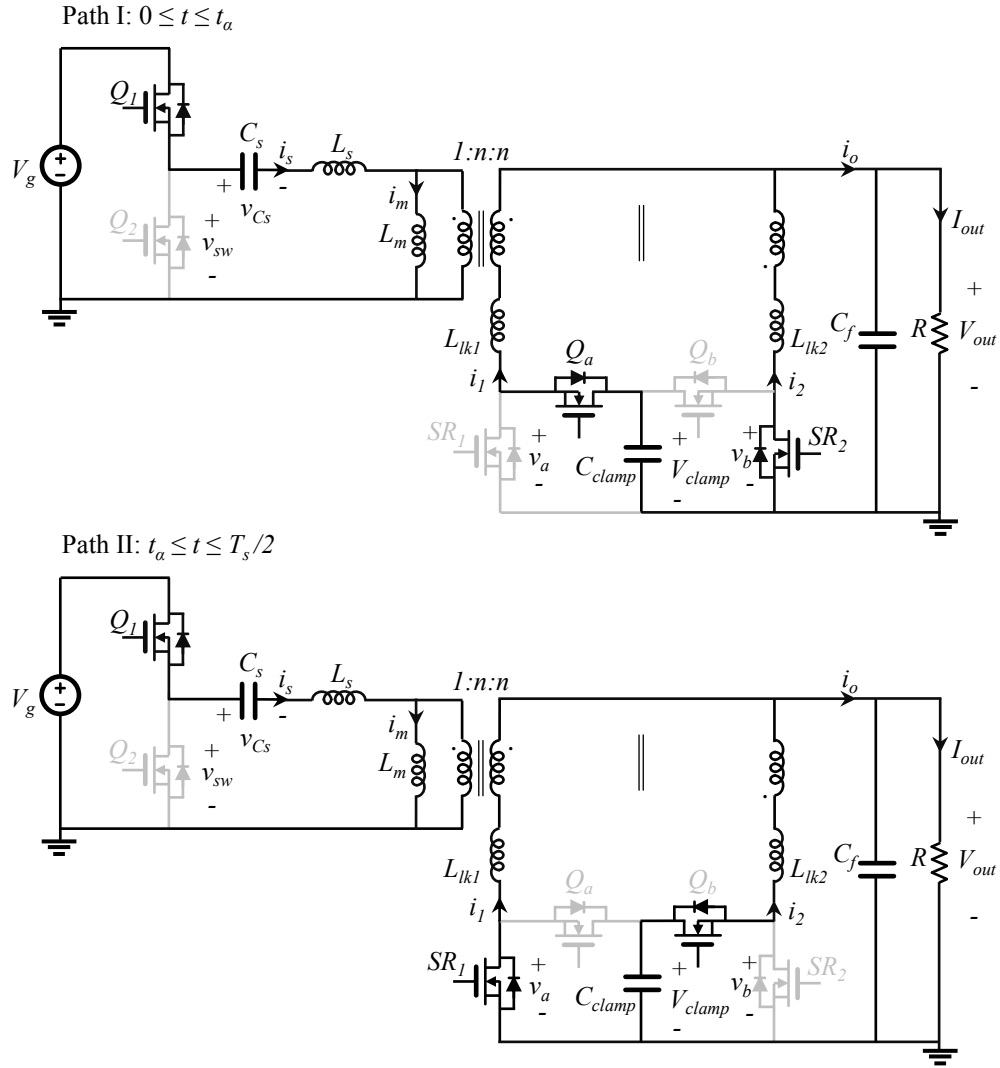 Path I: 0 ≤ t ≤ tα
Q1
Cs
is
Ls
1:n:n
io
Vg
+
-
+
-
vCs
im
Iout
Q2
+
vsw
-
Lm
+
Cf
R
Vout
-
Llk1
Qa
Qb
Llk2
i1
i2
SR1
+
va
-
Cclamp
+
Vclamp
-
+
vb
-
SR2
Path II: tα ≤ t ≤ Ts/2
Q1
Cs
is
Ls
1:n:n
io
Vg
+
-
+
-
vCs
im
Iout
Q2
+
vsw
-
Lm
+
Cf
R
Vout
-
Llk1
Qa
Qb
Llk2
i1
i2
SR1
+
va
-
Cclamp
+
Vclamp
-
+
vb
-
SR2